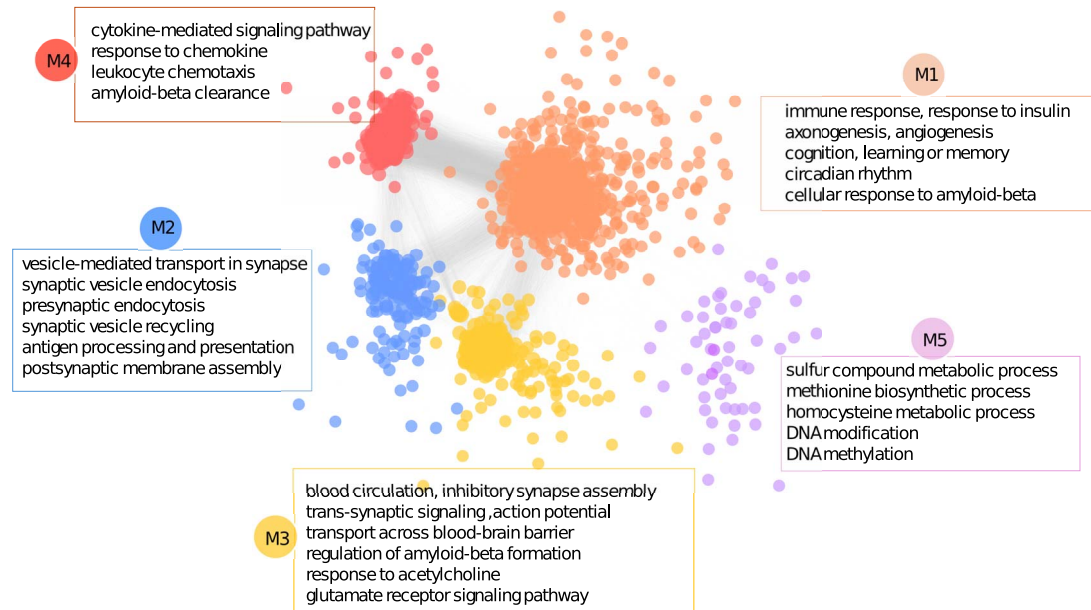 M4
cytokine-mediated signaling pathway
response to chemokine
leukocyte chemotaxis
amyloid-beta clearance
M1
immune response, response to insulin
axonogenesis, angiogenesis
cognition, learning or memory
circadian rhythm
cellular response to amyloid-beta
M2
vesicle-mediated transport in synapse
synaptic vesicle endocytosis
presynaptic endocytosis
synaptic vesicle recycling
antigen processing and presentation
postsynaptic membrane assembly
M5
sulfur compound metabolic process
methionine biosynthetic process
homocysteine metabolic process
DNA modification
DNA methylation
M3
blood circulation, inhibitory synapse assembly
trans-synaptic signaling ,action potential
transport across blood-brain barrier
regulation of amyloid-beta formation
response to acetylcholine
glutamate receptor signaling pathway